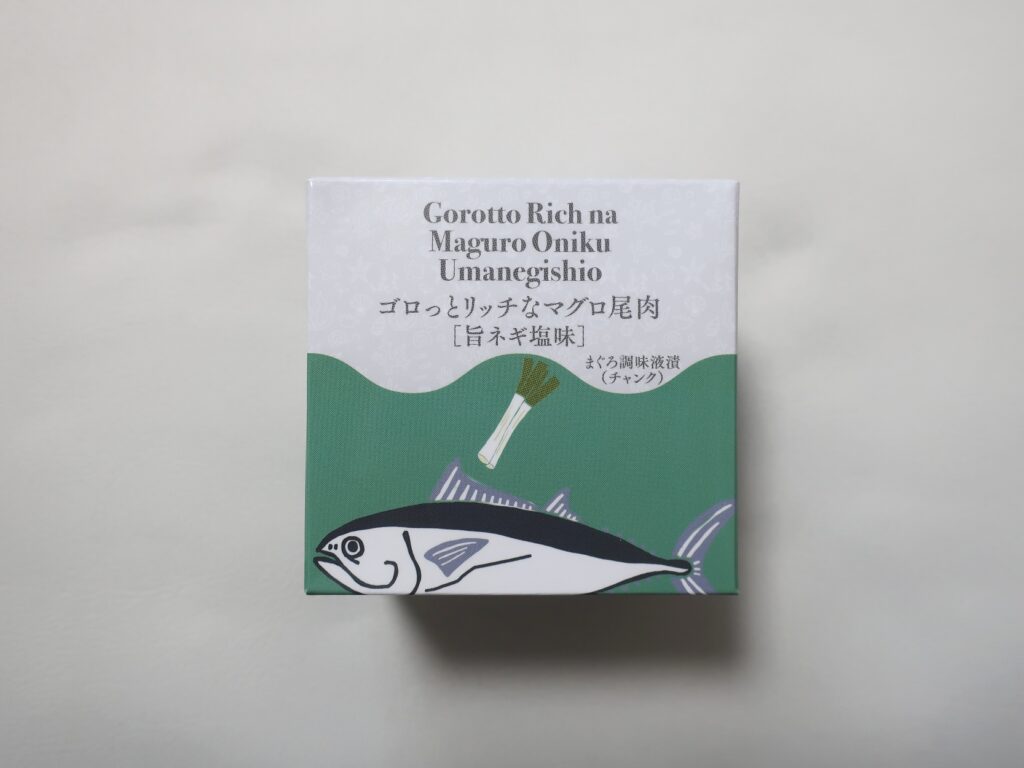 Gorotto Rich na
Maguro Oniku
Umanegishio
ゴロっとリッチなマグロ尾肉
［旨ネギ塩味］
まぐろ調味液漬
（チャンク）